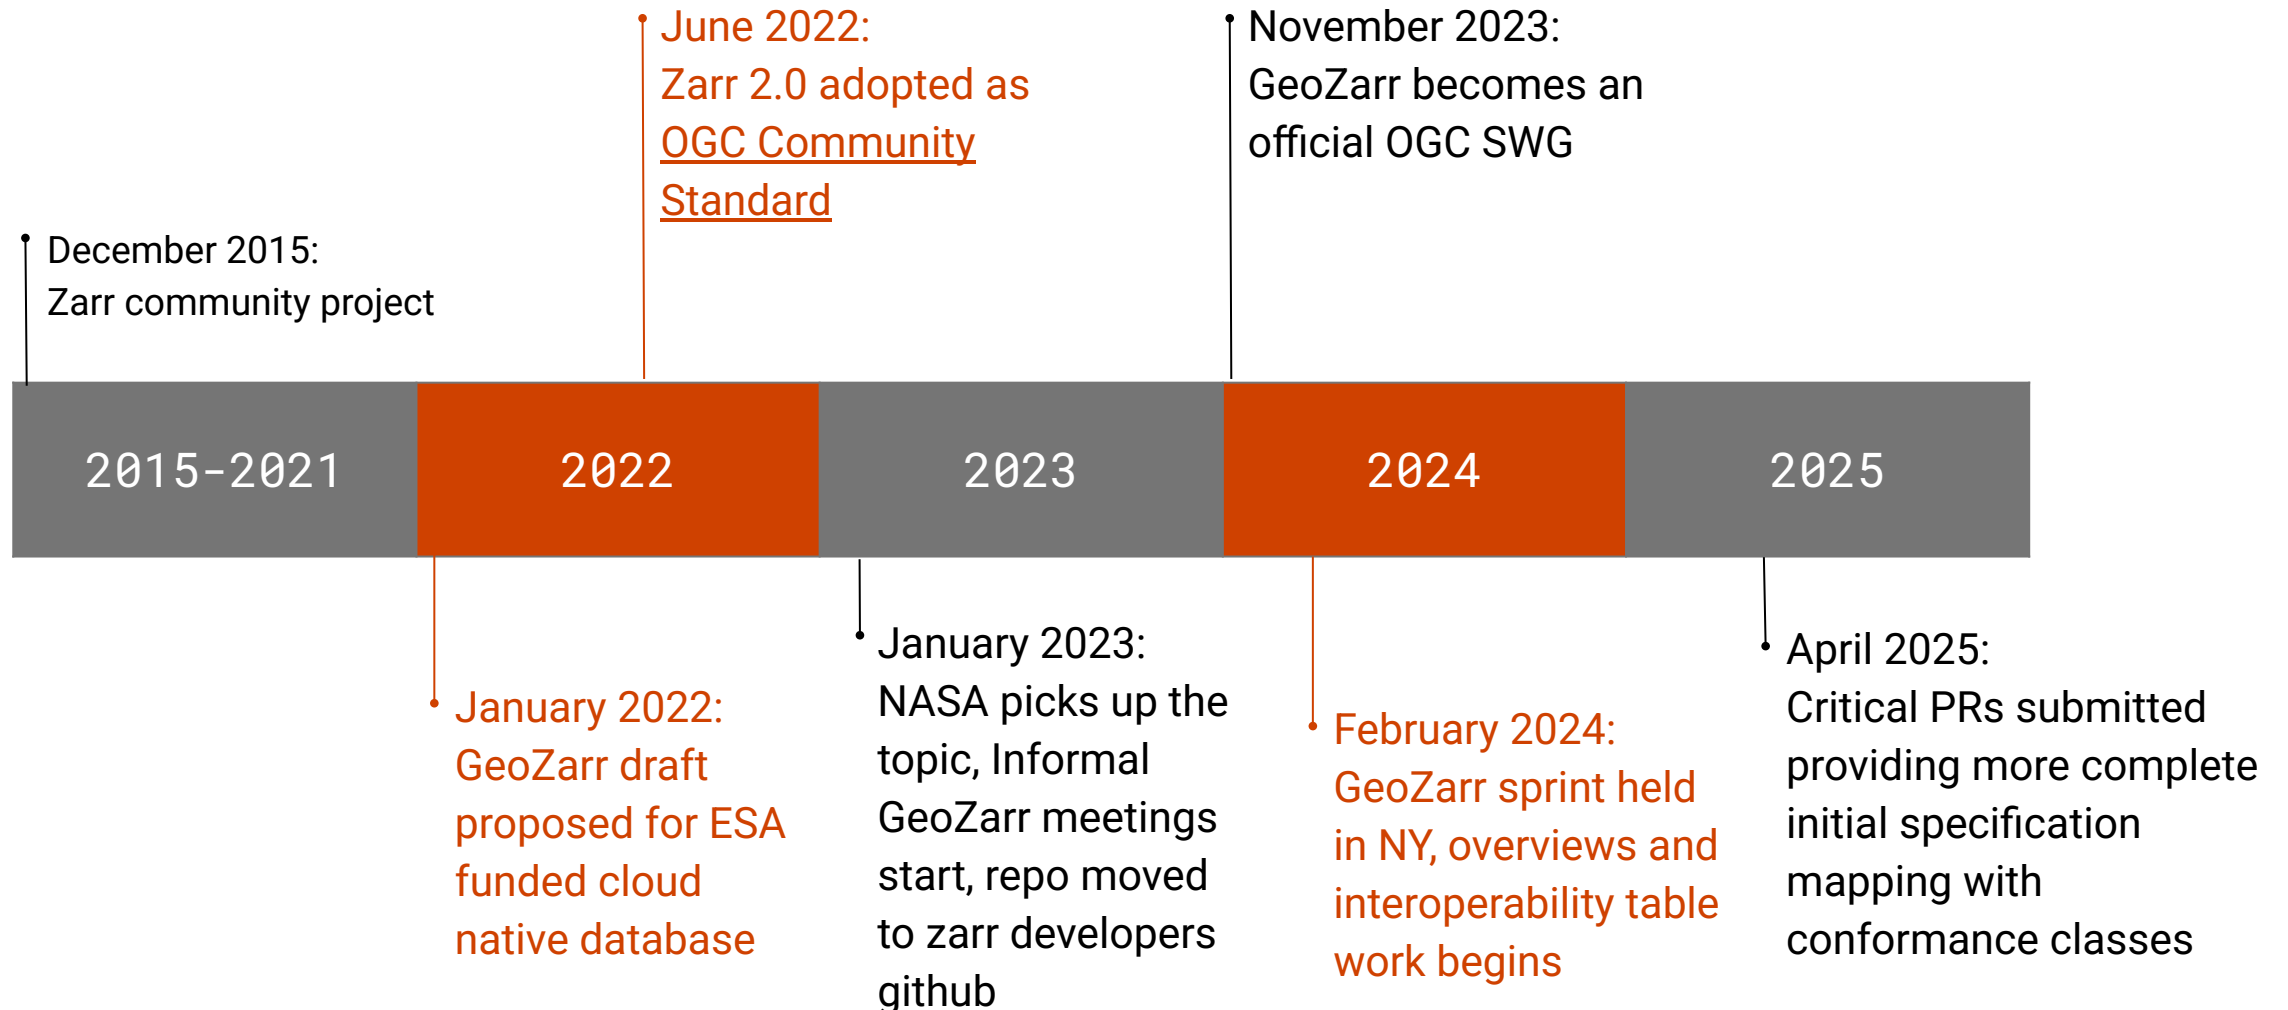 June 2022:
Zarr 2.0 adopted as
OGC Community
Standard
November 2023:
GeoZarr becomes an
official OGC SWG
December 2015:
Zarr community project
2015-2021
2022
2023
2024
2025
January 2022:
GeoZarr draft
proposed for ESA
funded cloud
native database
January 2023:
NASA picks up the
topic, Informal
GeoZarr meetings
start, repo moved
to zarr developers
github
February 2024:
GeoZarr sprint held
in NY, overviews and
interoperability table
work begins
April 2025:
Critical PRs submitted
providing more complete
initial specification
mapping with
conformance classes